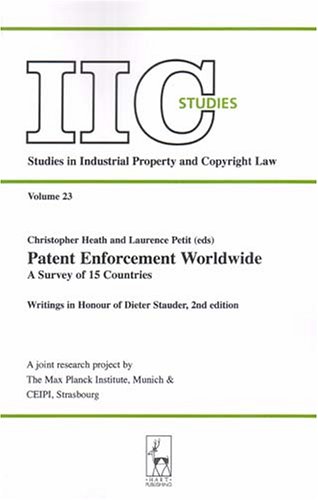 IIC STUDIES
Studies in Industrial Property and Copyright Law
Volume 23
Christopher Heath and Laurence Petit (eds)
Patent Enforcement Worldwide
A Survey of 15 Countries
Writings in Honour of Dieter Stauder, 2nd edition
A joint research project by
The Max Planck Institute, Munich &
CEIPI, Strasbourg
·HART·
PUBLISHING